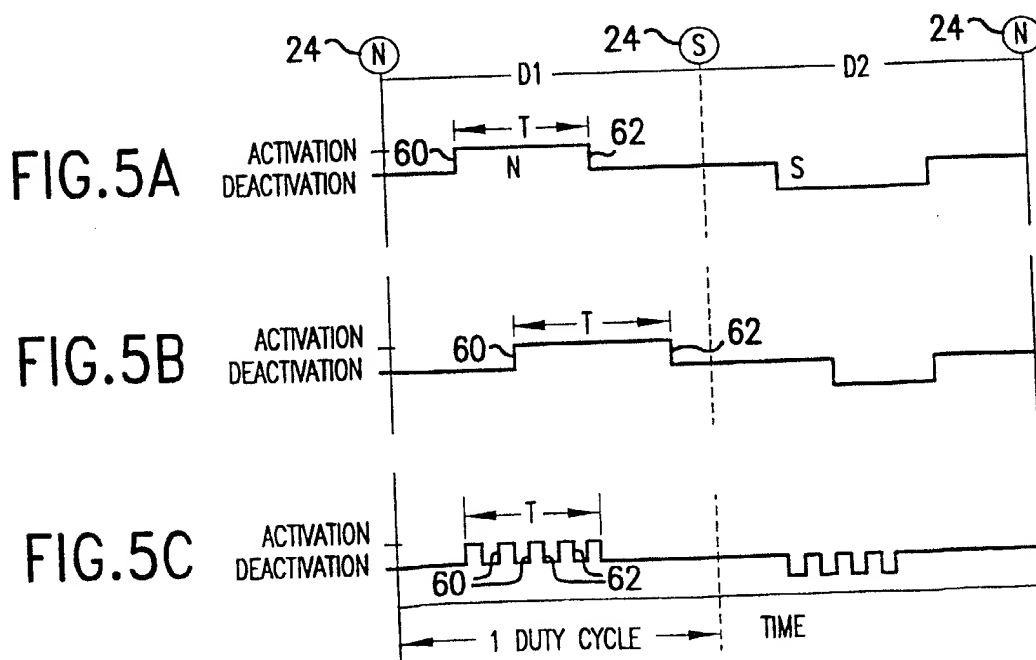 24 N 24 S 24 N
D1 D2
FIG.5A
ACTIVATION 60 T 62
DEACTIVATION N S
FIG.5B
ACTIVATION 60 T 62
DEACTIVATION
FIG.5C
ACTIVATION T
DEACTIVATION
60 62
1 DUTY CYCLE TIME